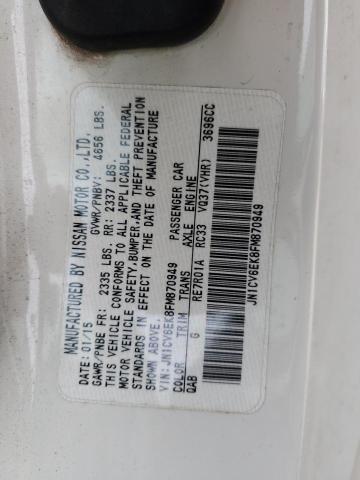 MANUFACTURED BY NISSAN MOTOR CO.,LTD.
GVWR/PNBV: 4656 LBS.
DATE: 01/15
GAWR/PNBE FR: 2335 LBS. RR: 2337 LBS.
THIS VEHICLE CONFORMS TO ALL APPLICABLE FEDERAL
MOTOR VEHICLE SAFETY, BUMPER, AND THEFT PREVENTION
STANDARDS IN EFFECT ON THE DATE OF MANUFACTURE
SHOWN ABOVE.
VIN:JN1CV6EK8FM870949 PASSENGER CAR
COLOR TRIM TRANS AXLE ENGINE
QAB G RE7R01A RC33 VQ37(VHR) 3696CC
JN1CV6EK8FM870949